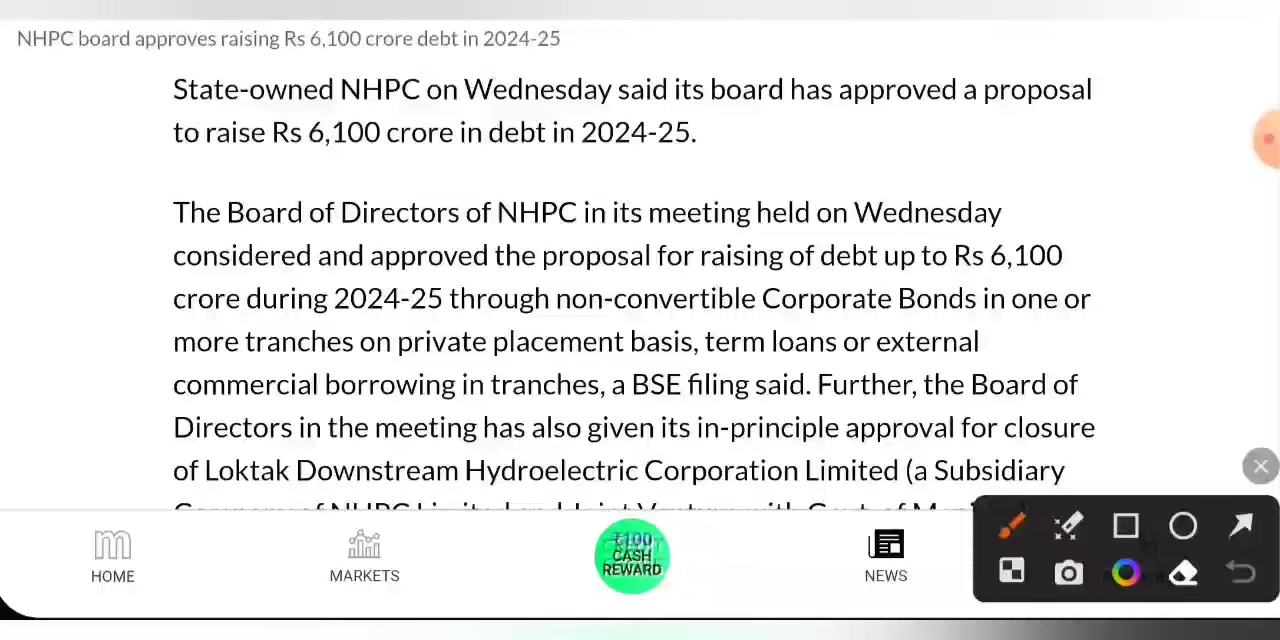 NHPC board approves raising Rs 6,100 crore debt in 2024-25
State-owned NHPC on Wednesday said its board has approved a proposal
to raise Rs 6,100 crore in debt in 2024-25.
The Board of Directors of NHPC in its meeting held on Wednesday
considered and approved the proposal for raising of debt up to Rs 6,100
crore during 2024-25 through non-convertible Corporate Bonds in one or
more tranches on private placement basis, term loans or external
commercial borrowing in tranches, a BSE filing said. Further, the Board of
Directors in the meeting has also given its in-principle approval for closure
of Loktak Downstream Hydroelectric Corporation Limited (a Subsidiary
₹100
CASH
REWARD
HOME
MARKETS
NEWS